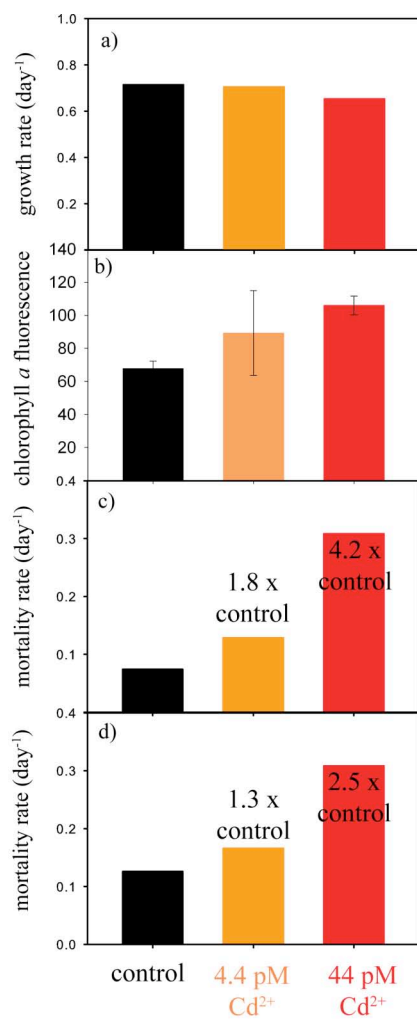 a)
growth rate (day⁻¹)
1.0
0.8
0.6
0.4
0.2
140
b)
chlorophyll a fluorescence
120
100
80
60
40
20
0.4
c)
mortality rate (day⁻¹)
0.3
0.2
0.1
1.8 x
control
4.2 x
control
0.4
d)
mortality rate (day⁻¹)
0.3
0.2
0.1
0.0
1.3 x
control
2.5 x
control
control
4.4 pM
Cd²⁺
44 pM
Cd²⁺